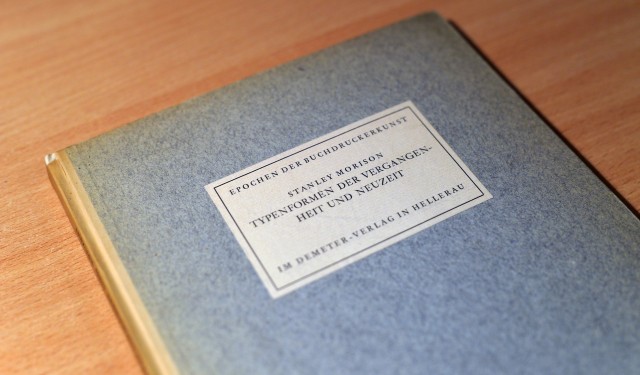 EPOCHEN DER BUCHDRUCKERKUNST
STANLEY MORISON
TYPENFORMEN DER VERGANGEN-
HEIT UND NEUZEIT
IM DEMETER-VERLAG IN HELLERAU